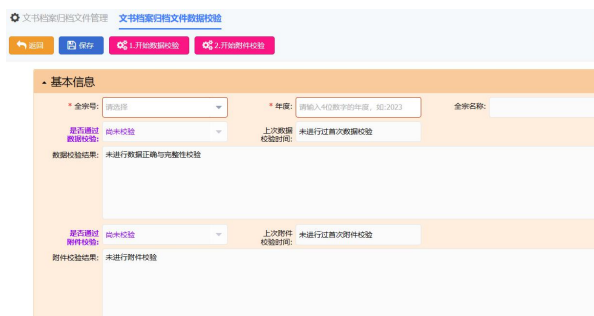 文书档案归档文件管理 文书档案归档文件数据校验
返回 保存 1.开始数据校验 2.开始附件校验
基本信息
* 全宗号: 请选择 * 年度: 请输入4位数字的年度，如:2023 全宗名称:
是否通过数据校验: 尚未校验 上次数据校验时间: 未进行过首次数据校验
数据校验结果: 未进行数据正确与完整性校验
是否通过附件校验: 尚未校验 上次附件校验时间: 未进行过首次附件校验
附件校验结果: 未进行附件校验